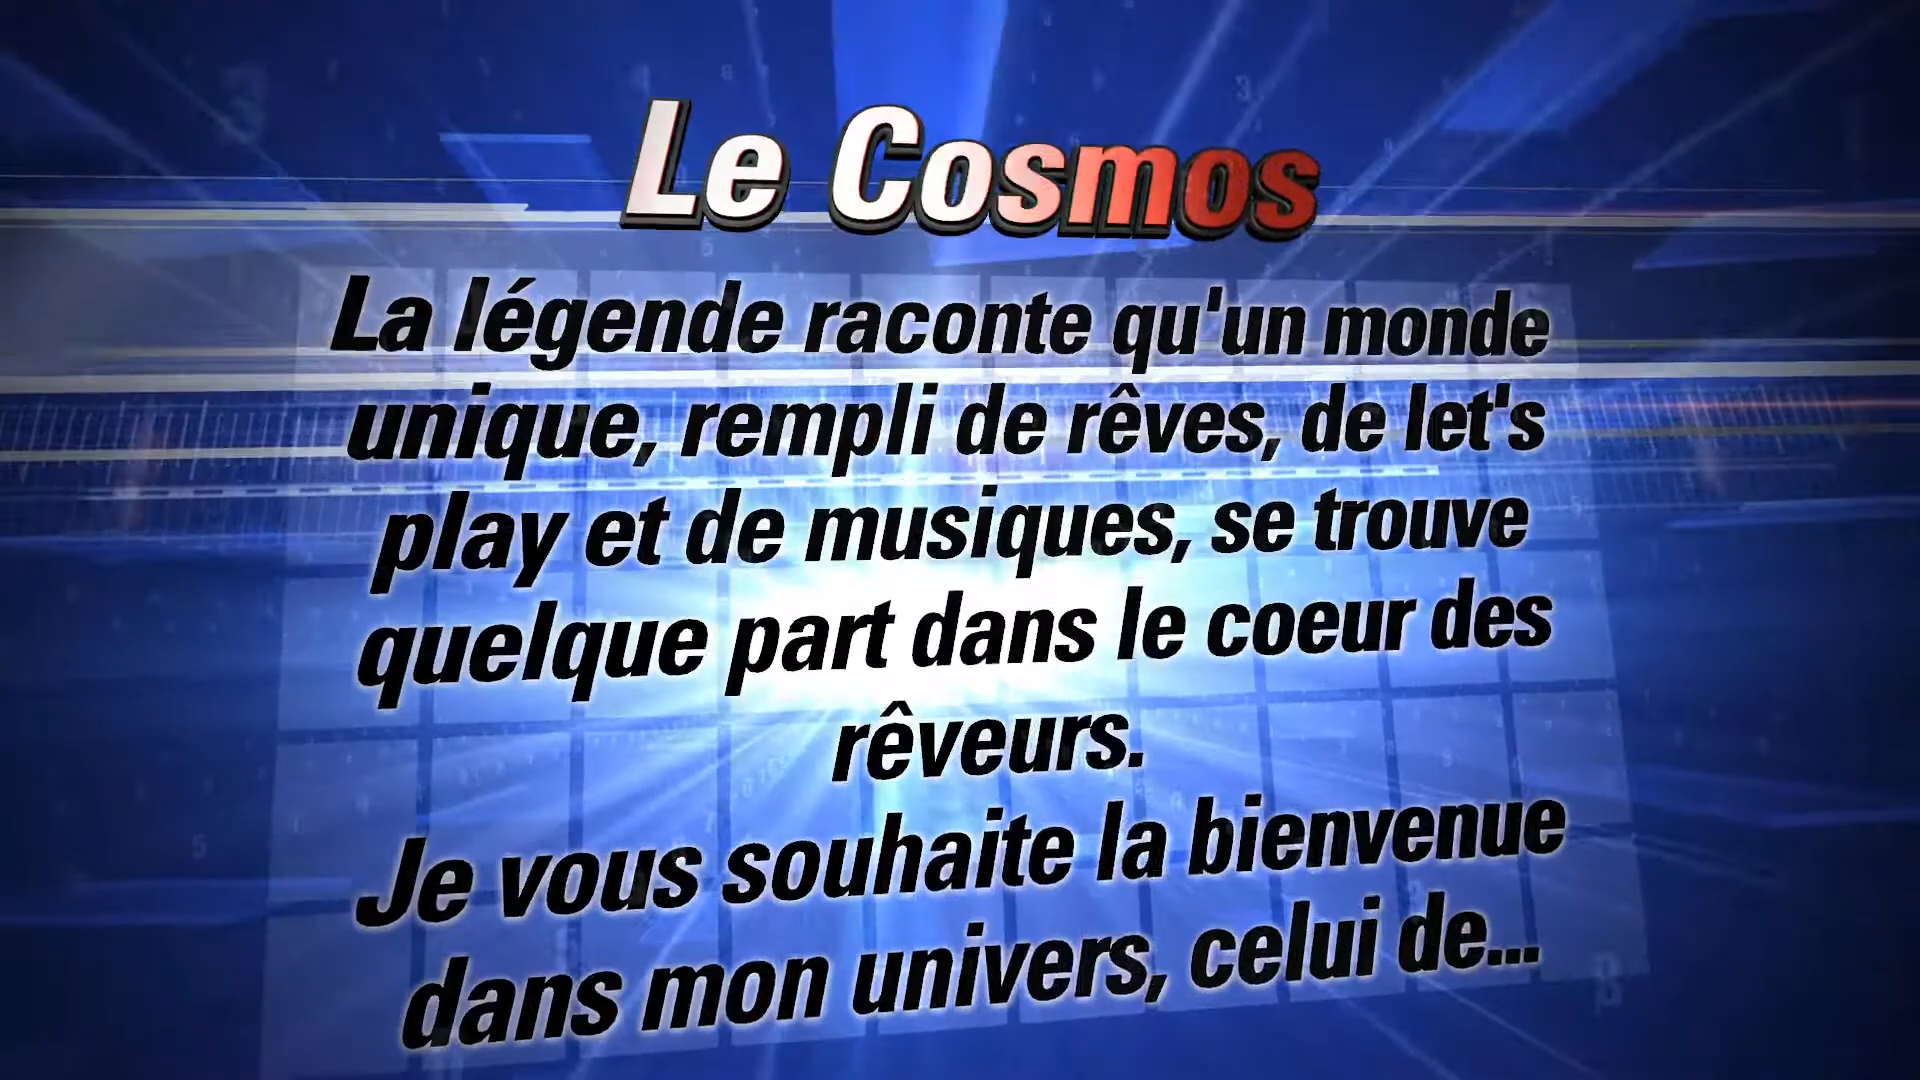 Le Cosmos
La légende raconte qu'un monde
unique, rempli de rêves, de let's
play et de musiques, se trouve
quelque part dans le coeur des
rêveurs.
Je vous souhaite la bienvenue
dans mon univers, celui de...